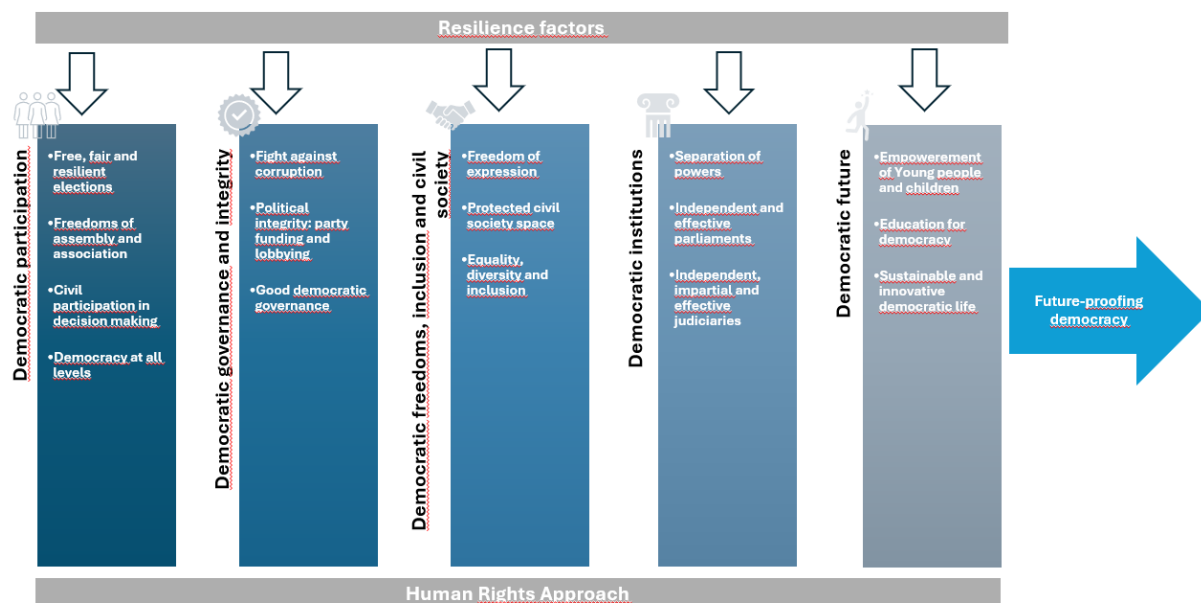 Resilience factors
Democratic participation
•Free, fair and
resilient
elections
•Freedoms of
assembly and
association
•Civil
participation in
decision making
•Democracy at all
levels
Democratic governance and integrity
•Fight against
corruption
•Political
integrity: party
funding and
lobbying
•Good democratic
governance
Democratic freedoms, inclusion and civil
society
•Freedom of
expression
•Protected civil
society space
•Equality,
diversity and
inclusion
Democratic institutions
•Separation of
powers
•Independent and
effective
parliaments
•Independent,
impartial and
effective
judiciaries
Democratic future
•Empowerement
of Young people
and children
•Education for
democracy
•Sustainable and
innovative
democratic life
Future-proofing
democracy
Human Rights Approach